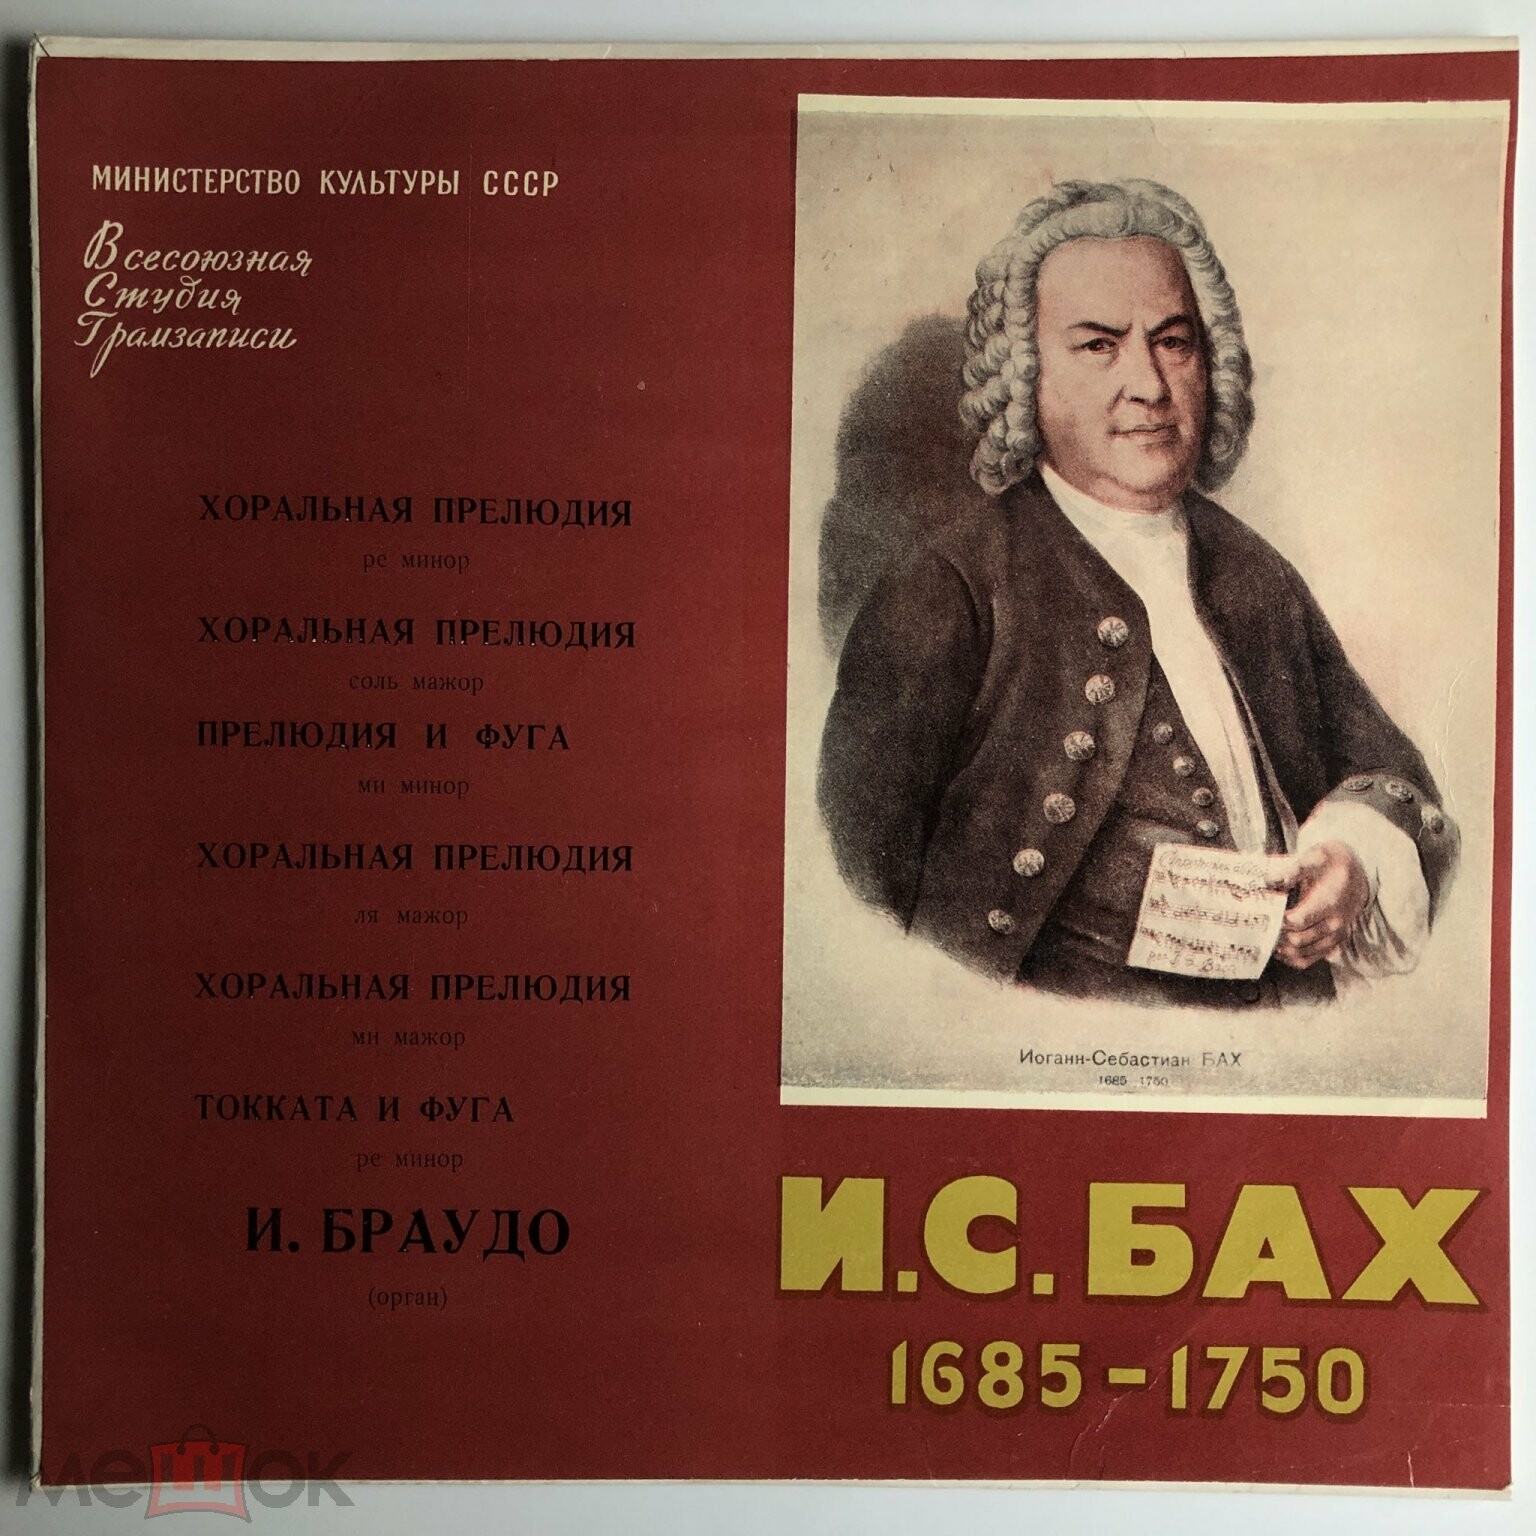 МИНИСТЕРСТВО КУЛЬТУРЫ СССР
Всесоюзная
Студия
Грамзаписи
ХОРАЛЬНАЯ ПРЕЛЮДИЯ
ре минор
ХОРАЛЬНАЯ ПРЕЛЮДИЯ
соль мажор
ПРЕЛЮДИЯ И ФУГА
ми минор
ХОРАЛЬНАЯ ПРЕЛЮДИЯ
ля мажор
ХОРАЛЬНАЯ ПРЕЛЮДИЯ
ми мажор
ТОККАТА И ФУГА
ре минор
И. БРАУДО
(орган)
Иоганн-Себастиан БАХ
1685 1750
И.С. БАХ
1685-1750
мешок